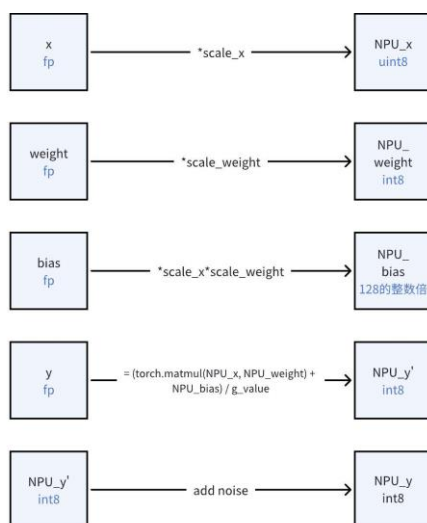 x
fp
*scale_x
NPU_x
uint8
weight
fp
*scale_weight
NPU_
weight
int8
bias
fp
*scale_x*scale_weight
NPU_
bias
128的整数倍
y
fp
= (torch.matmul(NPU_x, NPU_weight) +
NPU_bias) / g_value
NPU_y'
int8
NPU_y'
int8
add noise
NPU_y
int8